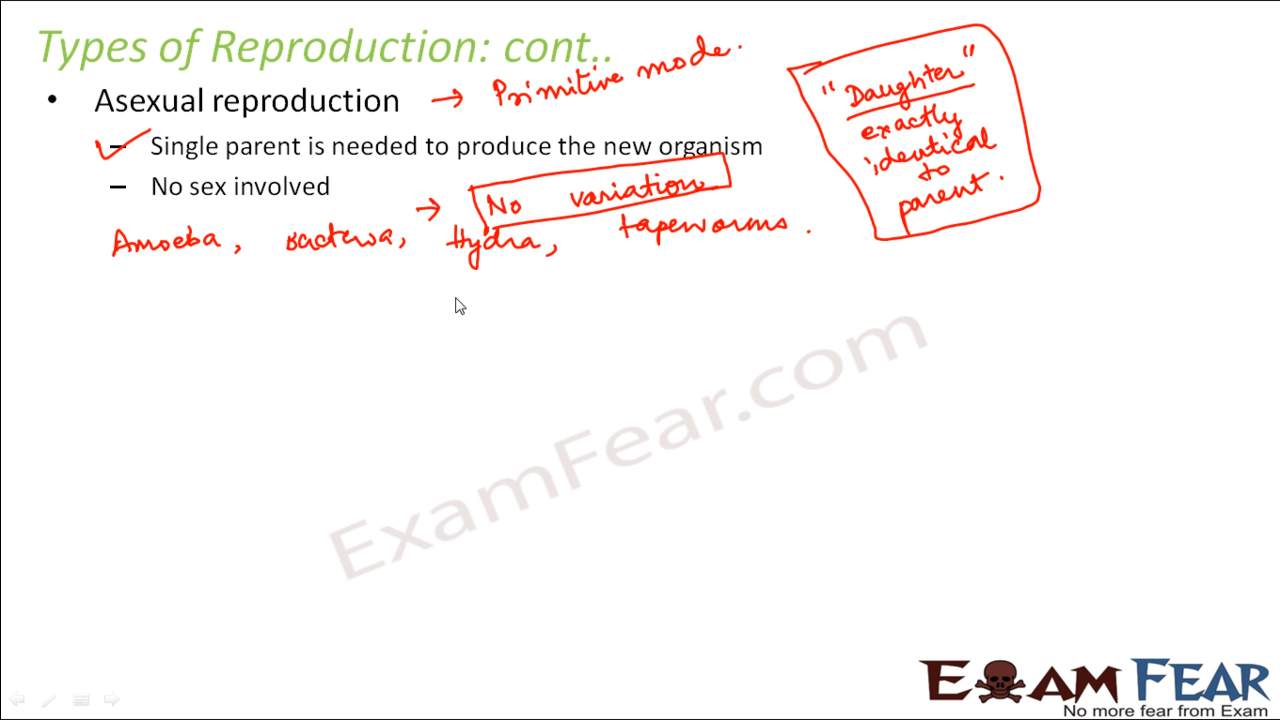 Types of Reproduction: cont..
• Asexual reproduction → Primitive mode.
– Single parent is needed to produce the new organism
– No sex involved
→ No variation
Amoeba, Bacteria, Hydra, tapeworms.
"Daughter"
exactly
identical
to
parent.
ExamFear.com
EXAM FEAR
No more fear from Exam